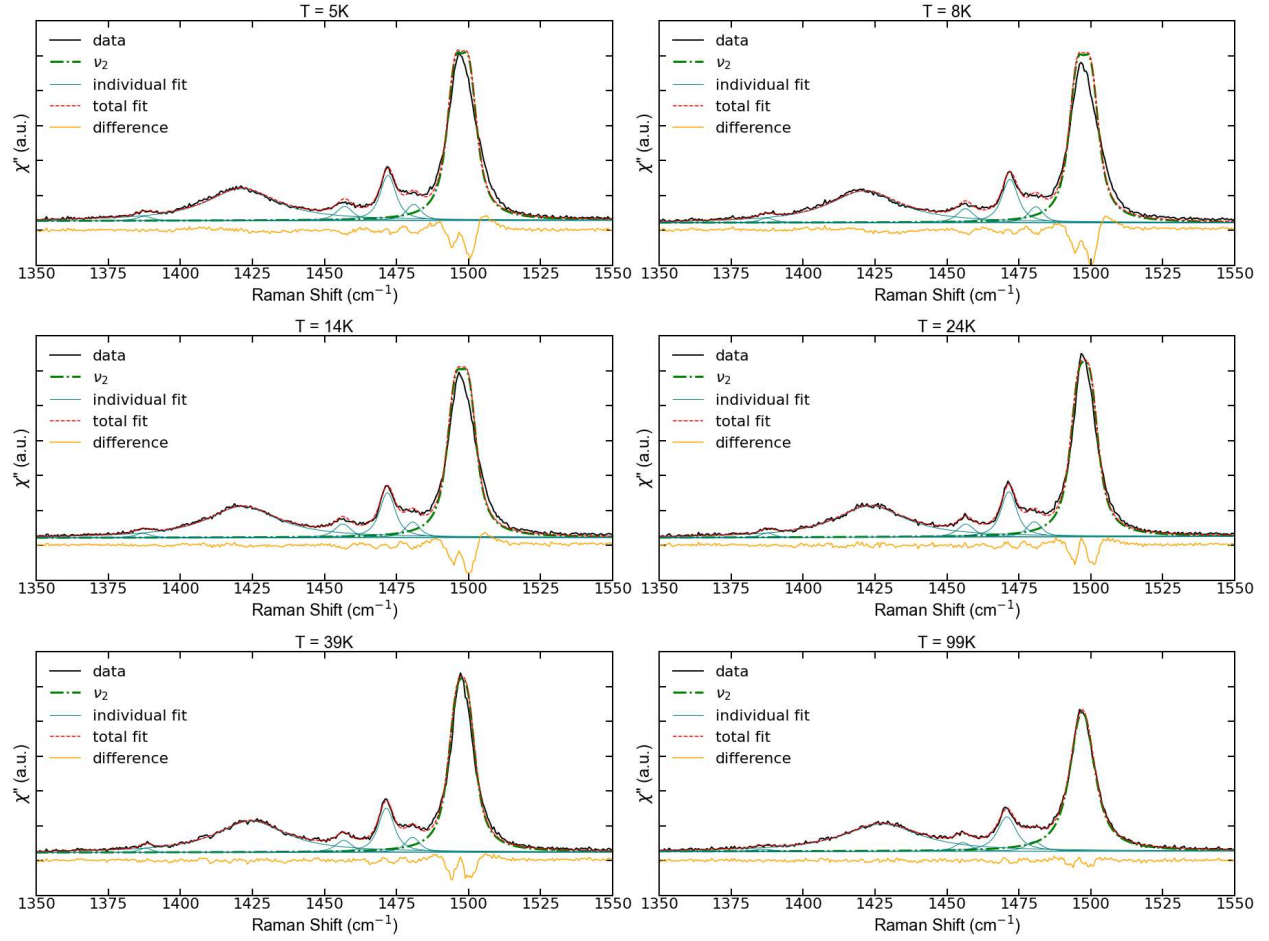 T = 5K
data
ν₂
individual fit
total fit
difference
χ" (a.u.)
1350 1375 1400 1425 1450 1475 1500 1525 1550
Raman Shift (cm⁻¹)
T = 8K
data
ν₂
individual fit
total fit
difference
χ" (a.u.)
1350 1375 1400 1425 1450 1475 1500 1525 1550
Raman Shift (cm⁻¹)
T = 14K
data
ν₂
individual fit
total fit
difference
χ" (a.u.)
1350 1375 1400 1425 1450 1475 1500 1525 1550
Raman Shift (cm⁻¹)
T = 24K
data
ν₂
individual fit
total fit
difference
χ" (a.u.)
1350 1375 1400 1425 1450 1475 1500 1525 1550
Raman Shift (cm⁻¹)
T = 39K
data
ν₂
individual fit
total fit
difference
χ" (a.u.)
1350 1375 1400 1425 1450 1475 1500 1525 1550
Raman Shift (cm⁻¹)
T = 99K
data
ν₂
individual fit
total fit
difference
χ" (a.u.)
1350 1375 1400 1425 1450 1475 1500 1525 1550
Raman Shift (cm⁻¹)